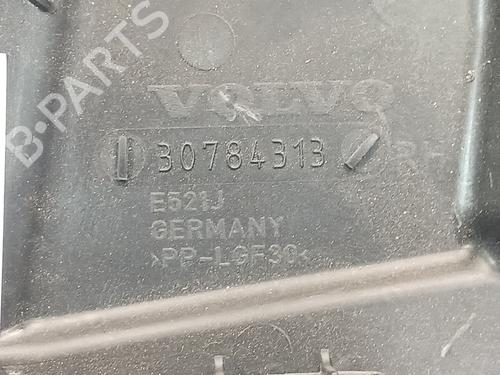 B-PARTS
VOLVO
30784313 RH
E521J
GERMANY
>PP-LGF30<